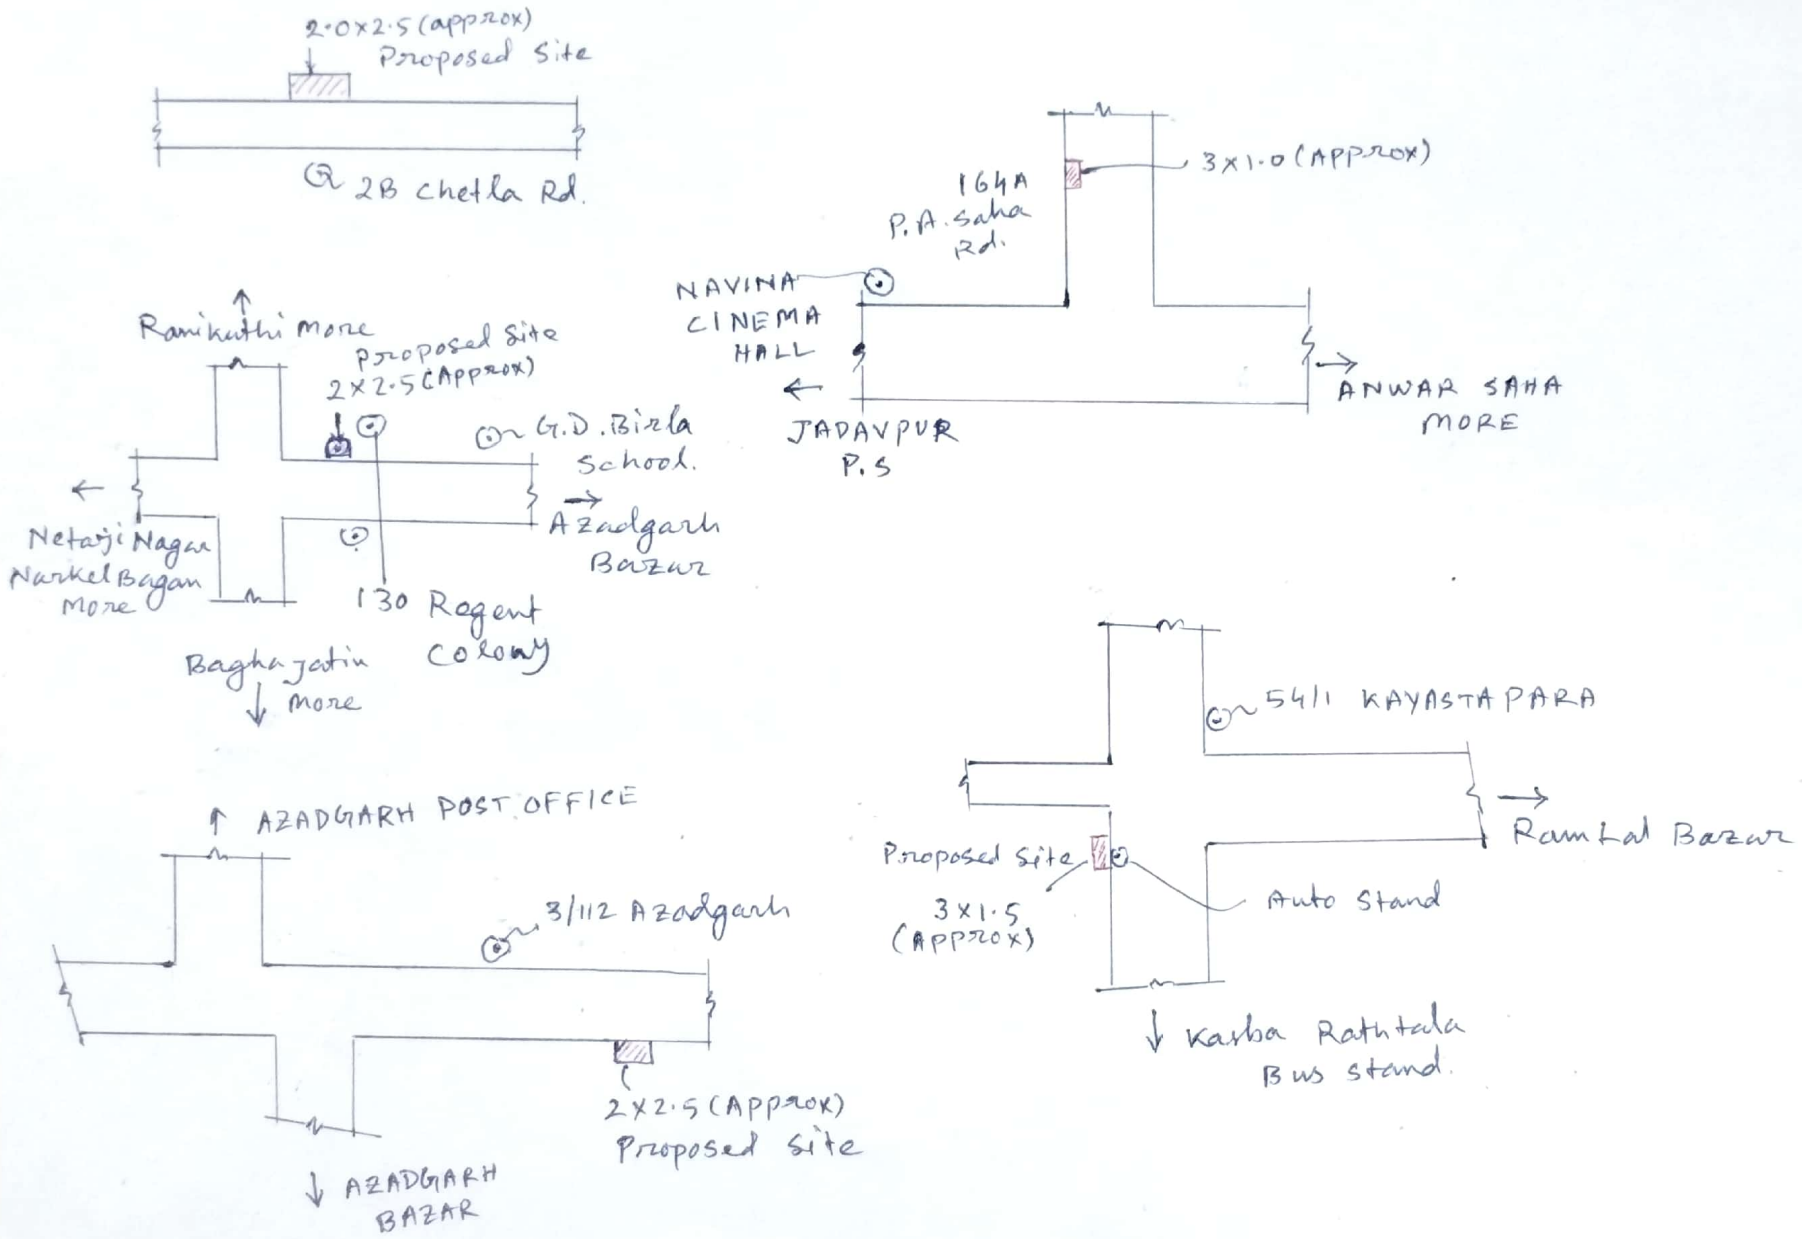 2.0x2.5 (approx)
Proposed Site
2B Chetla Rd.
3x1.0 (APProx)
164A
P.A. Saha
Rd.
NAVINA
CINEMA
HALL
JADAVPUR
P.S
ANWAR SAHA
MORE
Ranikuthi more
Proposed Site
2x2.5 (APProx)
G.D. Birla
School.
Azadgarh
Bazar
Netaji Nagar
Narkel Bagan
More
130 Regent
Colony
Baghajatin
more
54/1 KAYASTAPARA
Ram Lal Bazar
Proposed Site
3x1.5
(APProx)
Auto Stand
Kasba Rathtala
Bus stand.
AZADGARH POST OFFICE
3/112 Azadgarh
2x2.5 (APProx)
Proposed Site
AZADGARH
BAZAR